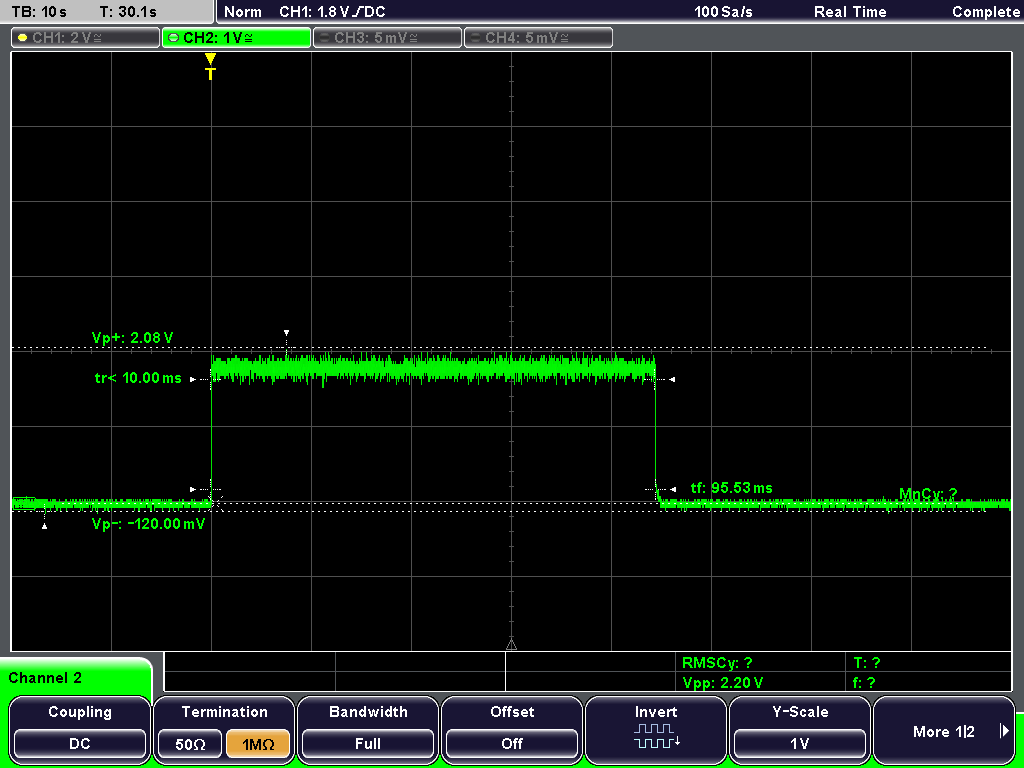 TB: 10 s T: 30.1 s Norm CH1: 1.8 V DC 100 Sa/s Real Time Complete
CH1: 2 V≅ CH2: 1 V≅ CH3: 5 mV≅ CH4: 5 mV≅
T
Vp+: 2.08 V
tr< 10.00 ms
tf: 95.53 ms
MnCy: ?
Vp-: -120.00 mV
RMSCy: ? T: ?
Vpp: 2.20 V f: ?
Channel 2
Coupling Termination Bandwidth Offset Invert Y-Scale More 1|2
DC 50Ω 1MΩ Full Off 1 V